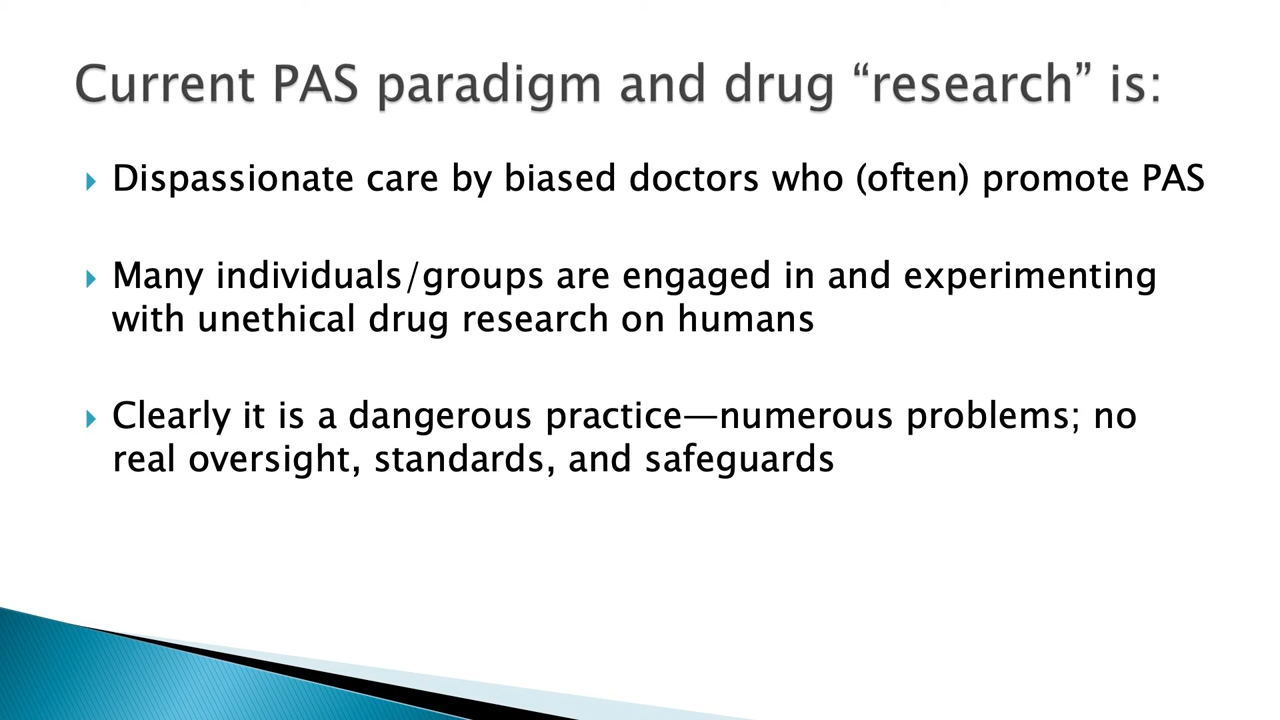 Current PAS paradigm and drug “research” is:
Dispassionate care by biased doctors who (often) promote PAS
Many individuals/groups are engaged in and experimenting
with unethical drug research on humans
Clearly it is a dangerous practice—numerous problems; no
real oversight, standards, and safeguards